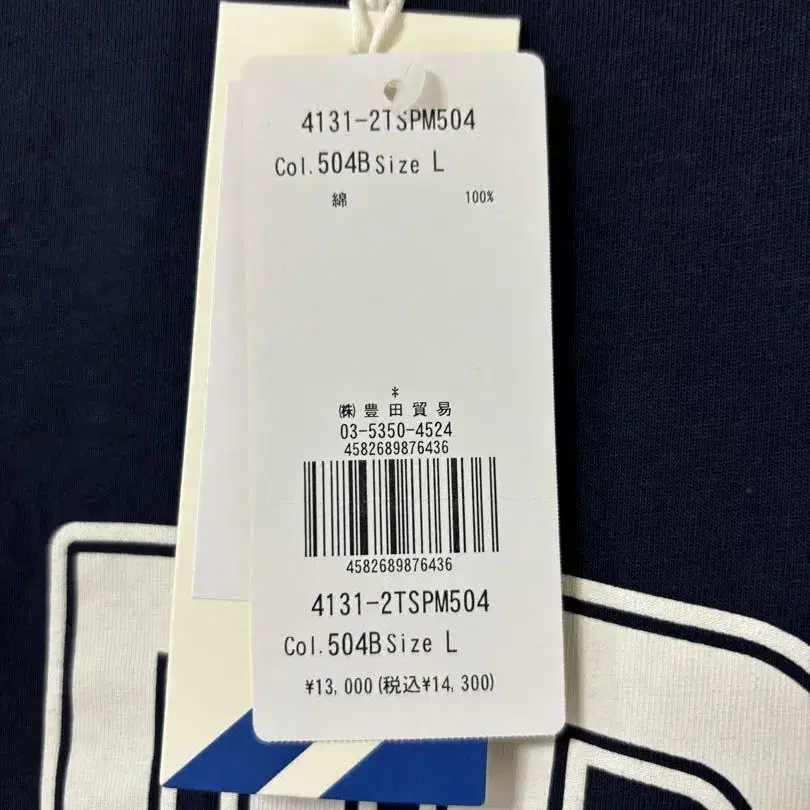 4131-2TSPM504
Col.504B Size L
綿 100%
*
㈱豊田貿易
03-5350-4524
4582689876436
4582689876436
4131-2TSPM504
Col.504B Size L
¥13,000(税込¥14,300)